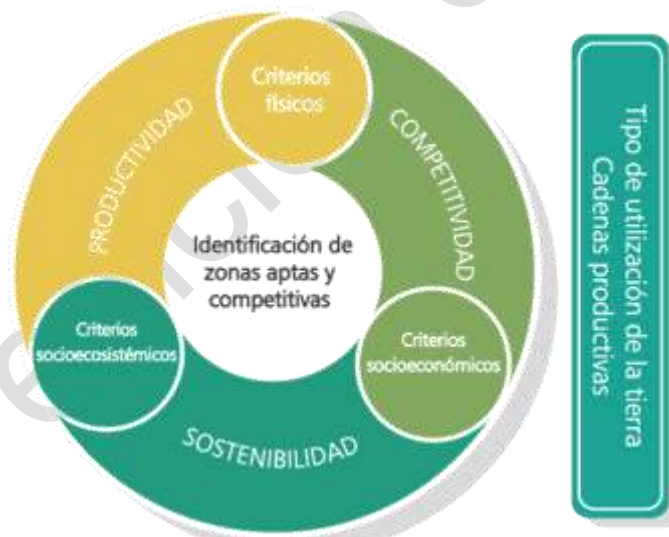 Criterios
físicos
PRODUCTIVIDAD
COMPETITIVIDAD
Identificación de
zonas aptas y
competitivas
Criterios
socioecosistémicos
Criterios
socioeconómicos
SOSTENIBILIDAD
Tipo de utilización de la tierra
Cadenas productivas